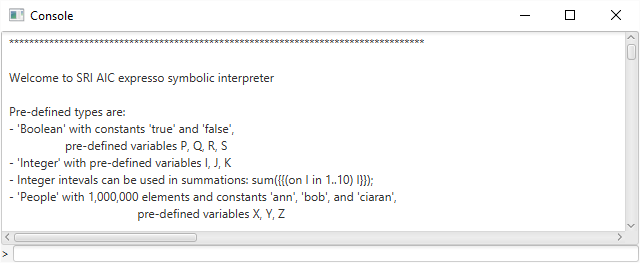 Console
***********************************************************************************
Welcome to SRI AIC expresso symbolic interpreter
Pre-defined types are:
- 'Boolean' with constants 'true' and 'false',
pre-defined variables P, Q, R, S
- 'Integer' with pre-defined variables I, J, K
- Integer intevals can be used in summations: sum({{(on I in 1..10) I}});
- 'People' with 1,000,000 elements and constants 'ann', 'bob', and 'ciaran',
pre-defined variables X, Y, Z
>